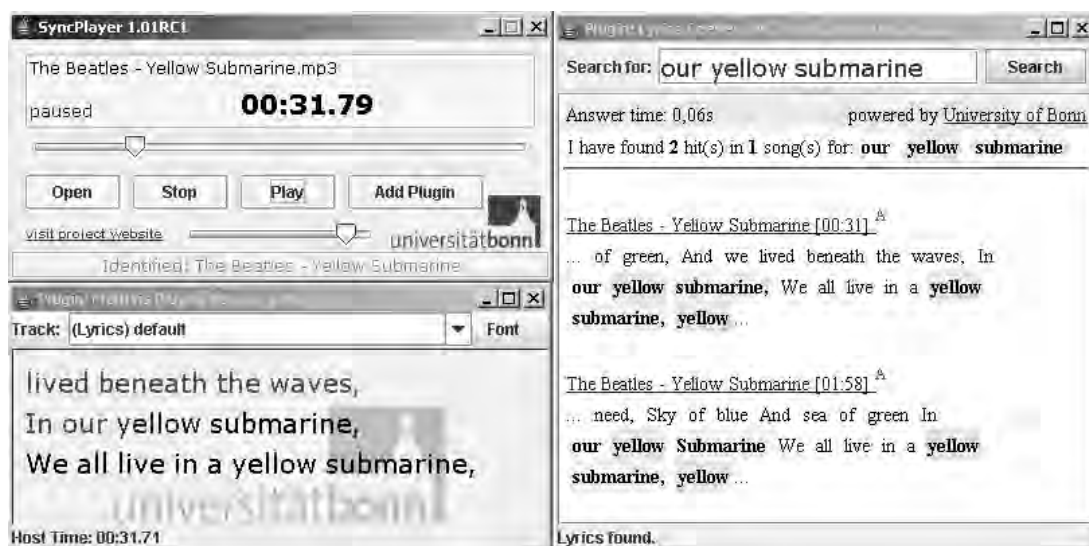 SyncPlayer 1.01RC1
The Beatles - Yellow Submarine.mp3
paused
00:31.79
Open
Stop
Play
Add Plugin
visit project website
universitätbonn
Identified: The Beatles - Yellow Submarine
Track:
(Lyrics) default
Font
lived beneath the waves,
In our yellow submarine,
We all live in a yellow submarine,
universitätbonn
Host Time: 00:31.71
Plugin: Lyrics
Search for:
our yellow submarine
Search
Answer time: 0,06s
powered by University of Bonn
I have found 2 hit(s) in 1 song(s) for: our yellow submarine
The Beatles - Yellow Submarine [00:31] A
... of green, And we lived beneath the waves, In
our yellow submarine, We all live in a yellow
submarine, yellow ...
The Beatles - Yellow Submarine [01:58] A
... need, Sky of blue And sea of green In
our yellow Submarine We all live in a yellow
submarine, yellow ...
Lyrics found.